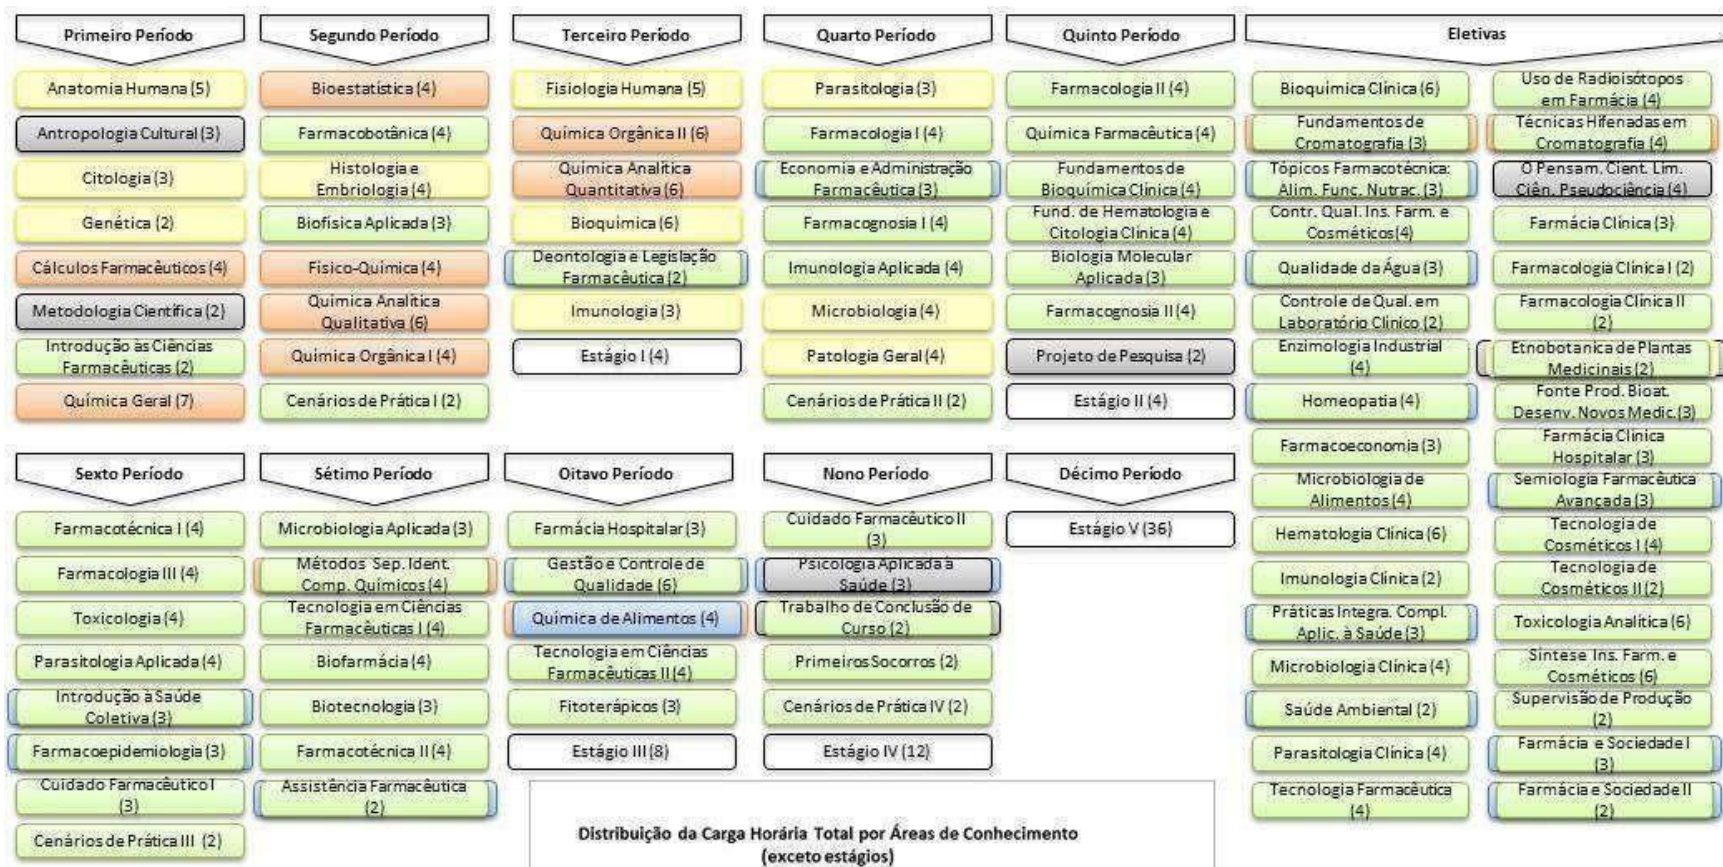 Primeiro Período
Anatomia Humana (5)
Antropologia Cultural (3)
Citologia (3)
Genética (2)
Cálculos Farmacêuticos (4)
Metodologia Científica (2)
Introdução às Ciências
Farmacêuticas (2)
Química Geral (7)
Segundo Período
Bioestatística (4)
Farmacobotânica (4)
Histologia e
Embriologia (4)
Biofísica Aplicada (3)
Físico-Química (4)
Química Analítica
Qualitativa (6)
Química Orgânica I (4)
Cenários de Prática I (2)
Terceiro Período
Fisiologia Humana (5)
Química Orgânica II (6)
Química Analítica
Quantitativa (6)
Bioquímica (6)
Deontologia e Legislação
Farmacêutica (2)
Imunologia (3)
Estágio I (4)
Quarto Período
Parasitologia (3)
Farmacologia I (4)
Economia e Administração
Farmacêutica (3)
Farmacognosia I (4)
Imunologia Aplicada (4)
Microbiologia (4)
Patologia Geral (4)
Cenários de Prática II (2)
Quinto Período
Farmacologia II (4)
Química Farmacêutica (4)
Fundamentos de
Bioquímica Clínica (4)
Fund. de Hematologia e
Citologia Clínica (4)
Biologia Molecular
Aplicada (3)
Farmacognosia II (4)
Projeto de Pesquisa (2)
Estágio II (4)
Eletivas
Bioquímica Clínica (6)
Fundamentos de
Cromatografia (3)
Tópicos Farmacotécnica:
Alim. Func. Nutrac. (3)
Contr. Qual. Ins. Farm. e
Cosméticos (4)
Qualidade da Água (3)
Controle de Qual. em
Laboratório Clínico (2)
Enzimologia Industrial
(4)
Homeopatia (4)
Farmacoeconomia (3)
Microbiologia de
Alimentos (4)
Hematologia Clínica (6)
Imunologia Clínica (2)
Práticas Integra. Compl.
Aplic. à Saúde (3)
Microbiologia Clínica (4)
Saúde Ambiental (2)
Parasitologia Clínica (4)
Tecnologia Farmacêutica
(4)
Uso de Radioisótopos
em Farmácia (4)
Técnicas Hifenadas em
Cromatografia (4)
O Pensam. Cient. Lim.
Ciên. Pseudociência (4)
Farmácia Clínica (3)
Farmacologia Clínica I (2)
Farmacologia Clínica II
(2)
Etnobotanica de Plantas
Medicinais (2)
Fonte Prod. Bioat.
Desenv. Novos Medic. (3)
Farmácia Clínica
Hospitalar (3)
Semiologia Farmacêutica
Avançada (3)
Tecnologia de
Cosméticos I (4)
Tecnologia de
Cosméticos II (2)
Toxicologia Analítica (6)
Síntese Ins. Farm. e
Cosméticos (6)
Supervisão de Produção
(2)
Farmácia e Sociedade I
(3)
Farmácia e Sociedade II
(2)
Sexto Período
Farmacotécnica I (4)
Farmacologia III (4)
Toxicologia (4)
Parasitologia Aplicada (4)
Introdução à Saúde
Coletiva (3)
Farmacoepidemiologia (3)
Cuidado Farmacêutico I
(3)
Cenários de Prática III (2)
Sétimo Período
Microbiologia Aplicada (3)
Métodos Sep. Ident.
Comp. Químicos (4)
Tecnologia em Ciências
Farmacêuticas I (4)
Biofarmácia (4)
Biotecnologia (3)
Farmacotécnica II (4)
Assistência Farmacêutica
(2)
Oitavo Período
Farmácia Hospitalar (3)
Gestão e Controle de
Qualidade (6)
Química de Alimentos (4)
Tecnologia em Ciências
Farmacêuticas II (4)
Fitoterápicos (3)
Estágio III (8)
Nono Período
Cuidado Farmacêutico II
(3)
Psicologia Aplicada à
Saúde (3)
Trabalho de Conclusão de
Curso (2)
Primeiros Socorros (2)
Cenários de Prática IV (2)
Estágio IV (12)
Décimo Período
Estágio V (36)
Distribuição da Carga Horária Total por Áreas de Conhecimento
(exceto estágios)